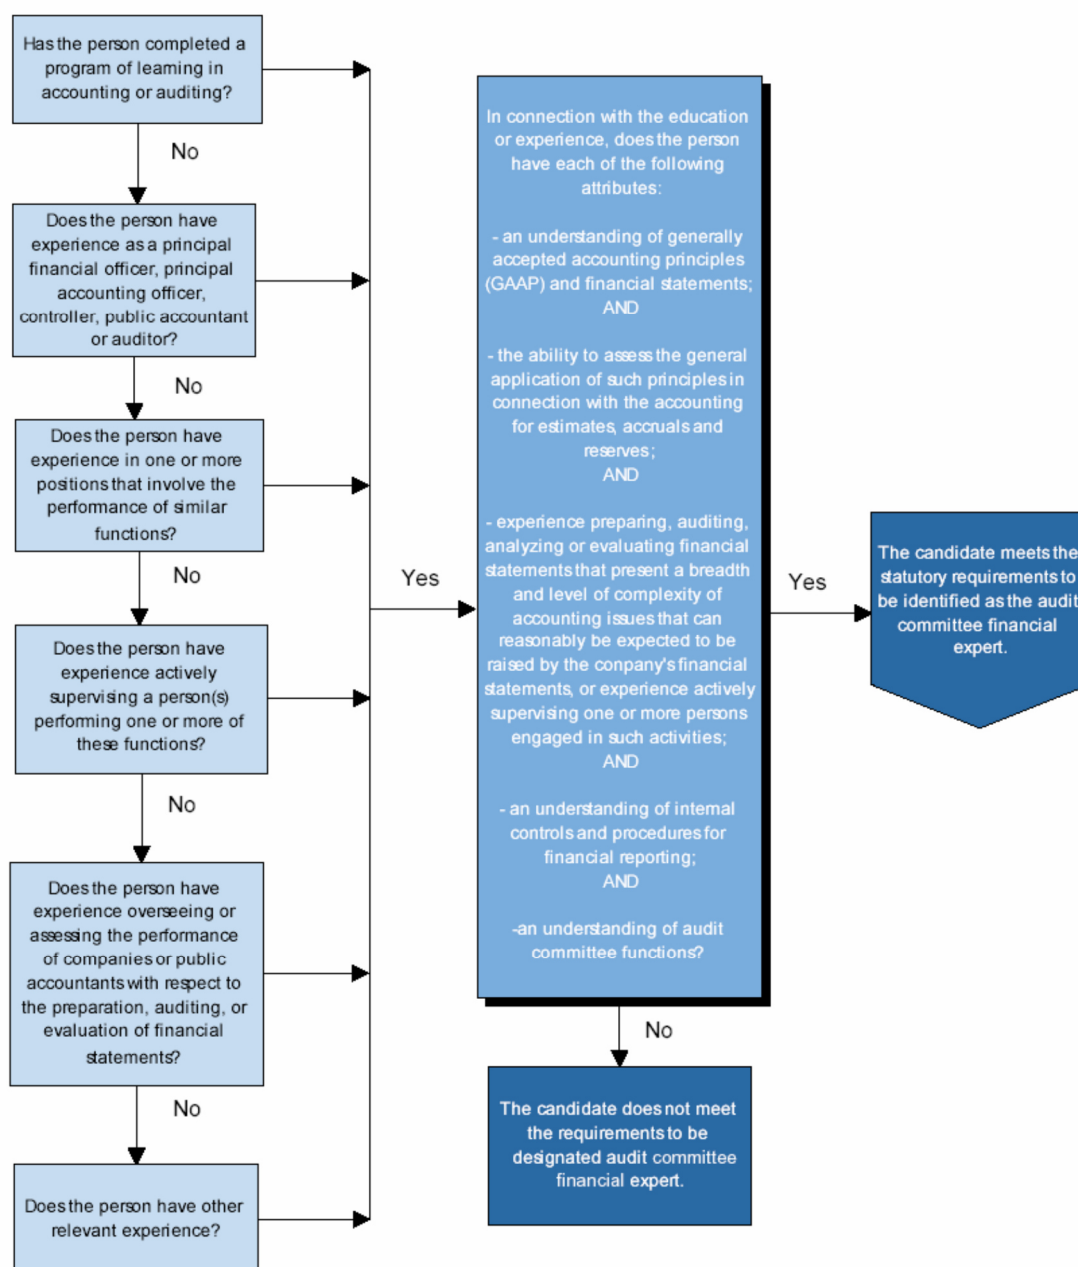 Has the person completed a
program of learning in
accounting or auditing?
No
Does the person have
experience as a principal
financial officer, principal
accounting officer,
controller, public accountant
or auditor?
No
Does the person have
experience in one or more
positions that involve the
performance of similar
functions?
No
Does the person have
experience actively
supervising a person(s)
performing one or more of
these functions?
No
Does the person have
experience overseeing or
assessing the performance
of companies or public
accountants with respect to
the preparation, auditing, or
evaluation of financial
statements?
No
Does the person have other
relevant experience?
Yes
In connection with the education
or experience, does the person
have each of the following
attributes:
- an understanding of generally
accepted accounting principles
(GAAP) and financial statements;
AND
- the ability to assess the general
application of such principles in
connection with the accounting
for estimates, accruals and
reserves;
AND
- experience preparing, auditing,
analyzing or evaluating financial
statements that present a breadth
and level of complexity of
accounting issues that can
reasonably be expected to be
raised by the company's financial
statements, or experience actively
supervising one or more persons
engaged in such activities;
AND
- an understanding of internal
controls and procedures for
financial reporting;
AND
-an understanding of audit
committee functions?
Yes
The candidate meets the
statutory requirements to
be identified as the audit
committee financial
expert.
No
The candidate does not meet
the requirements to be
designated audit committee
financial expert.